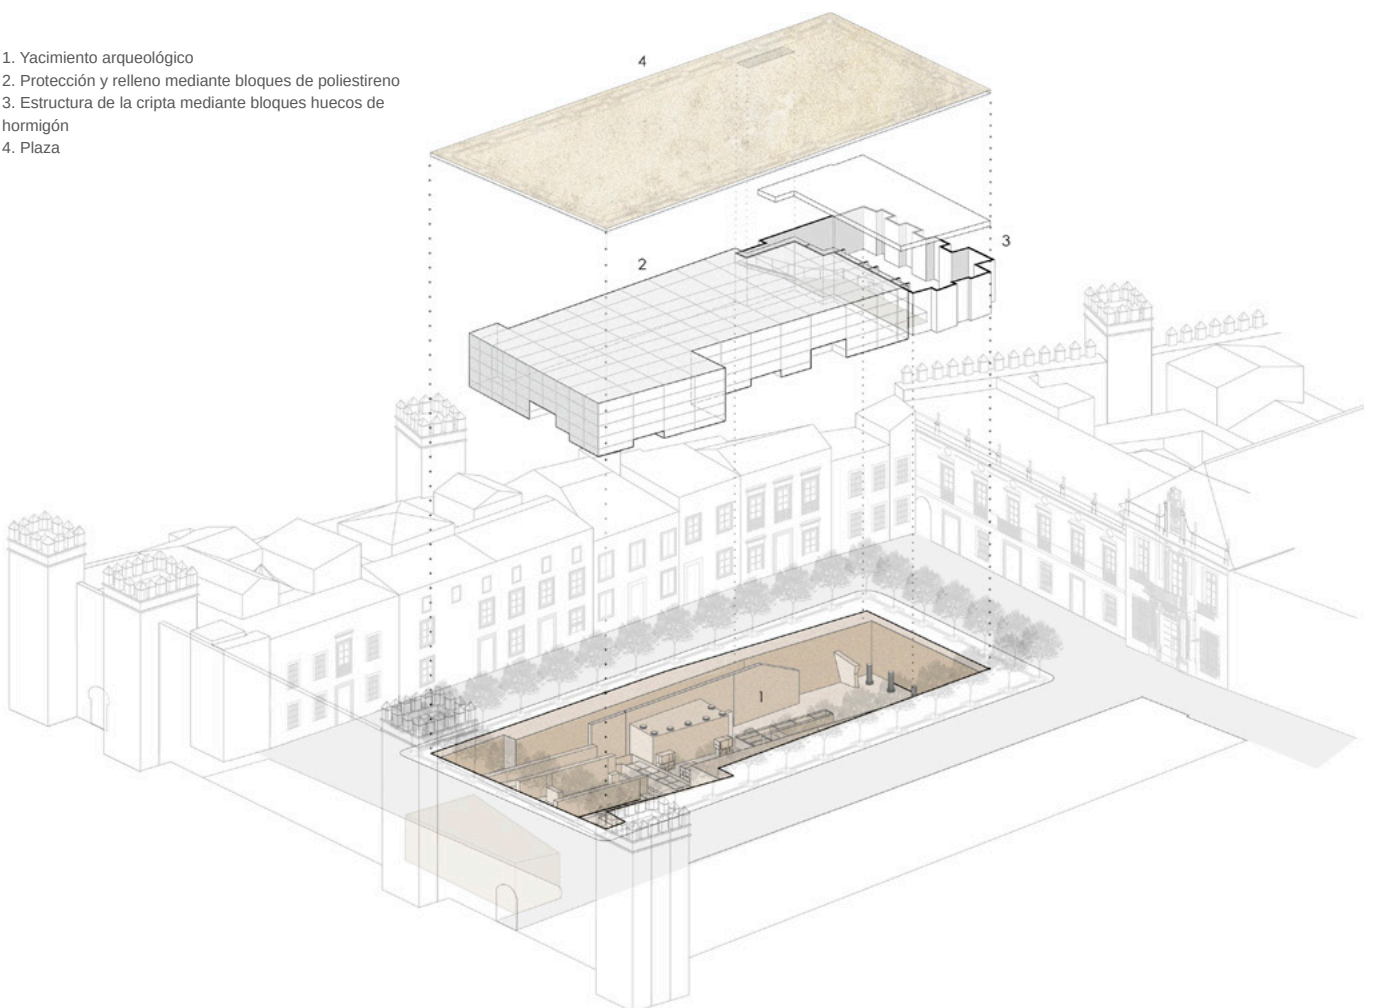 1. Yacimiento arqueológico
2. Protección y relleno mediante bloques de poliestireno
3. Estructura de la cripta mediante bloques huecos de
hormigón
4. Plaza
4
3
2
1